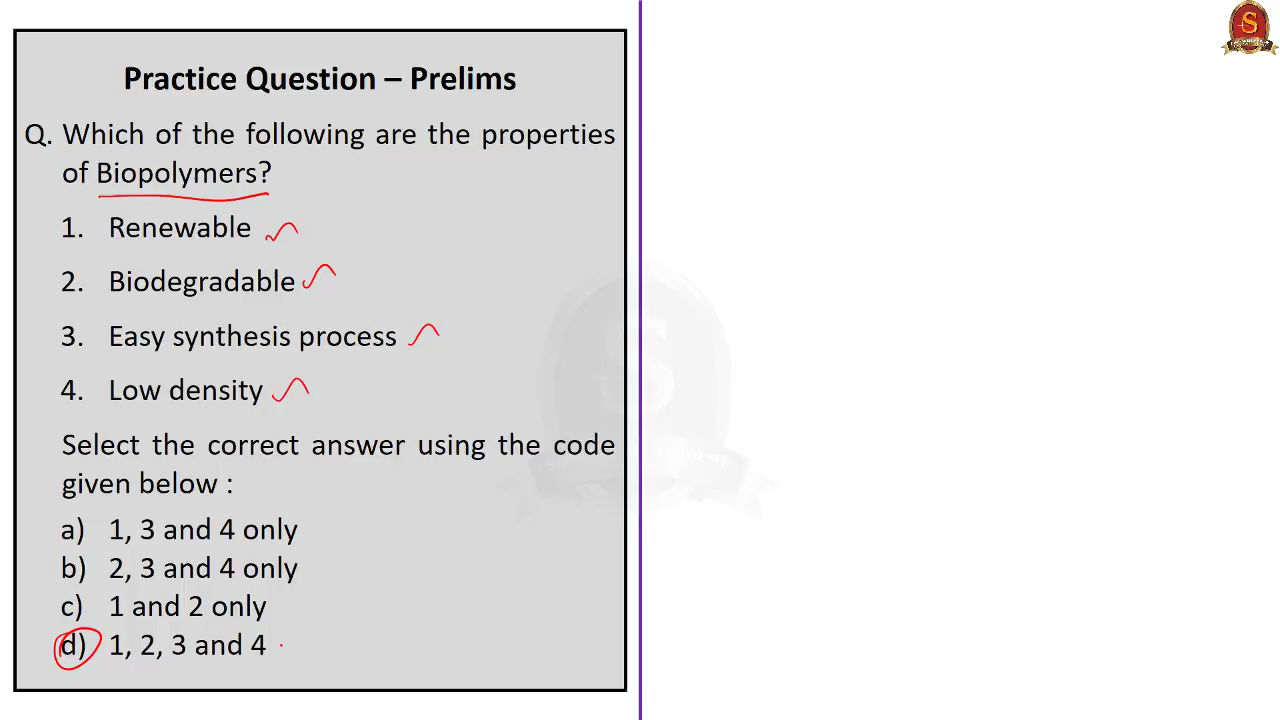 Practice Question – Prelims
Q. Which of the following are the properties
of Biopolymers?
1. Renewable
2. Biodegradable
3. Easy synthesis process
4. Low density
Select the correct answer using the code
given below :
a) 1, 3 and 4 only
b) 2, 3 and 4 only
c) 1 and 2 only
d) 1, 2, 3 and 4